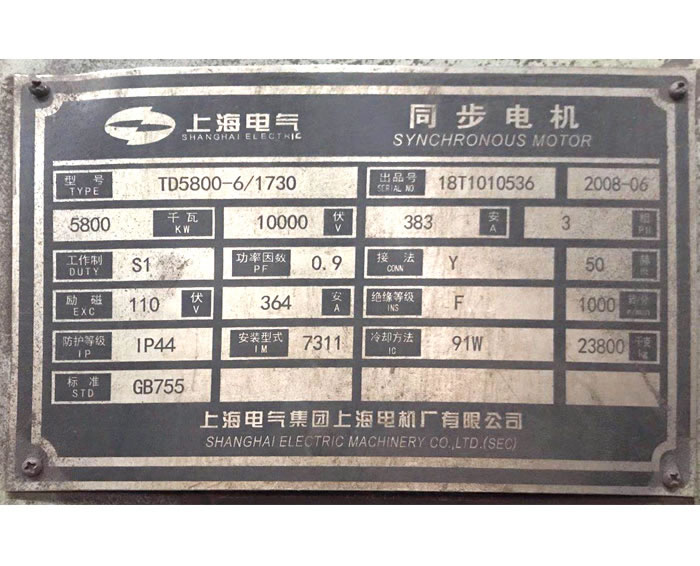 上海电气 同步电机
SHANGHAI ELECTRIC SYNCHRONOUS MOTOR
型号 TYPE TD5800-6/1730 出品号 SERIAL NO 18T1010536 2008-06
5800 千瓦 KW 10000 伏 V 383 安 A 3 相 PH
工作制 DUTY S1 功率因数 PF 0.9 接法 CONN Y 50
励磁 EXC 110 伏 V 364 安 A 绝缘等级 INS F 1000
防护等级 IP IP44 安装型式 IM 7311 冷却方法 IC 91W 23800 kg
标准 STD GB755
上海电气集团上海电机厂有限公司
SHANGHAI ELECTRIC MACHINERY CO.,LTD.(SEC)